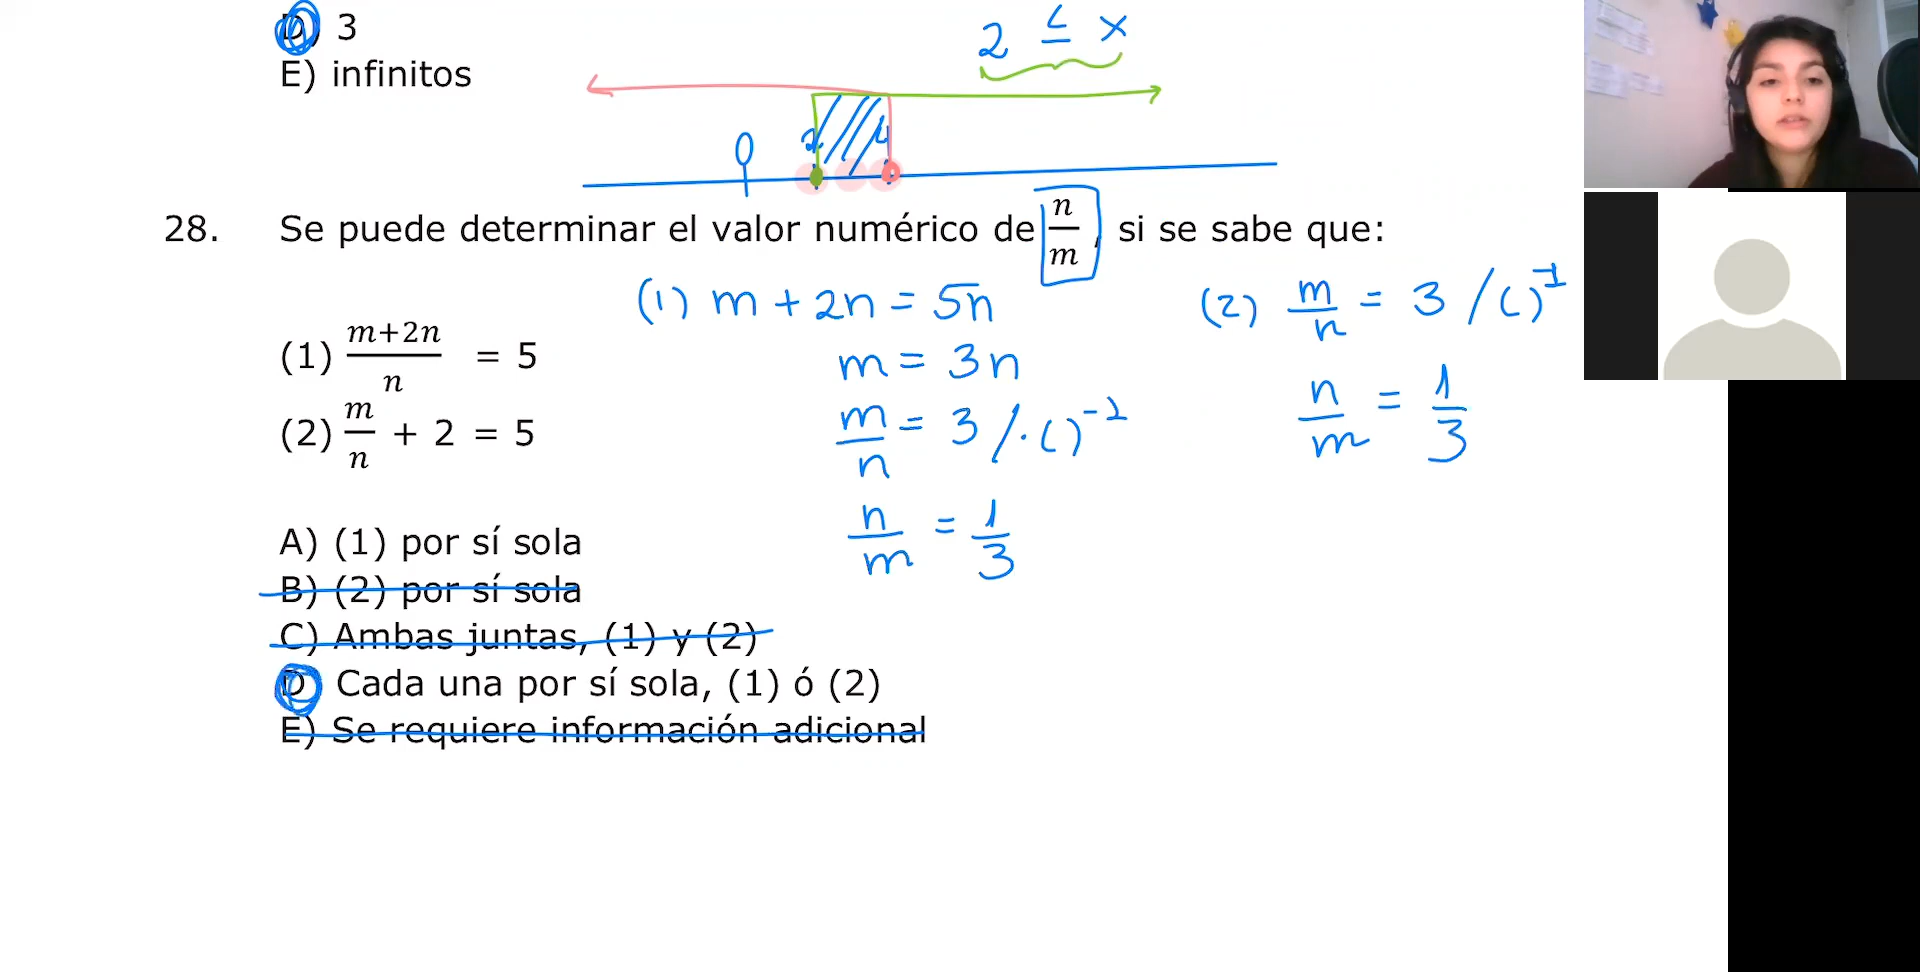 D) 3
2 ≤ x
E) infinitos
0 2 4
28. Se puede determinar el valor numérico de n/m, si se sabe que:
(1) m+2n/n = 5
(2) m/n + 2 = 5
(1) m + 2n = 5n
m = 3n
m/n = 3 /·( )⁻¹
n/m = 1/3
(2) m/n = 3 /( )⁻¹
n/m = 1/3
A) (1) por sí sola
B) (2) por sí sola
C) Ambas juntas, (1) y (2)
D Cada una por sí sola, (1) ó (2)
E) Se requiere información adicional